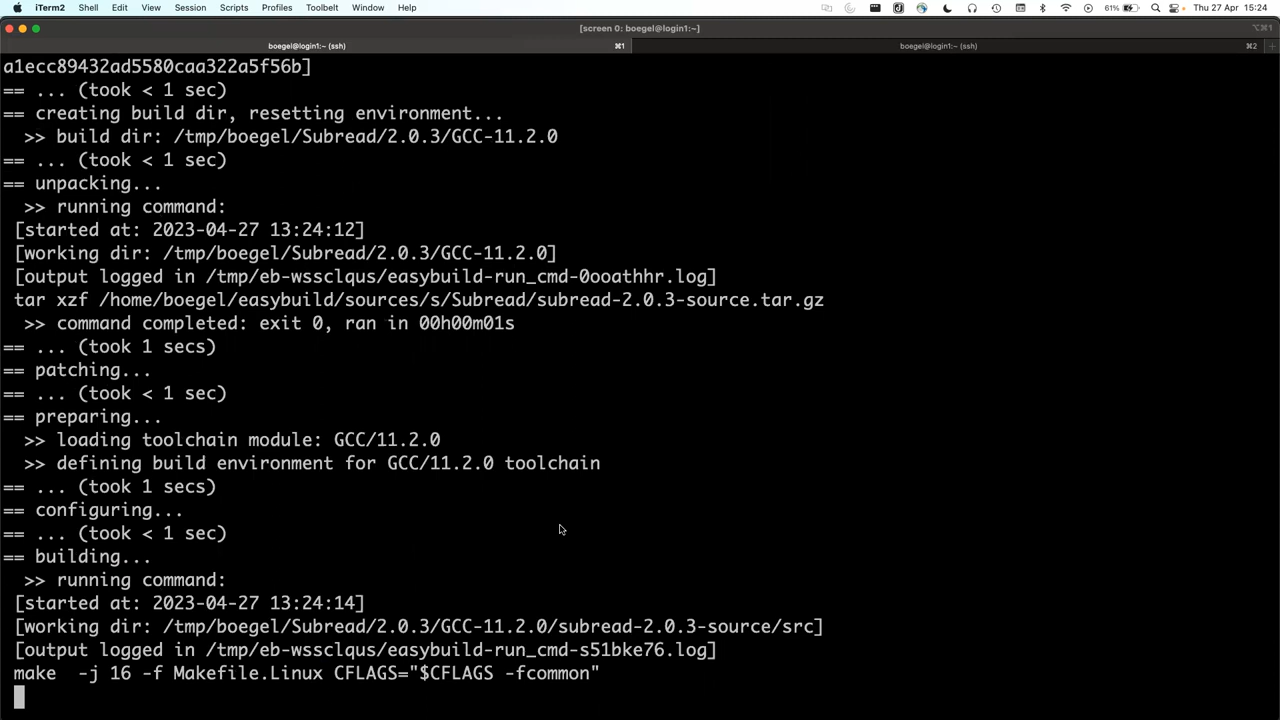 iTerm2 Shell Edit View Session Scripts Profiles Toolbelt Window Help 61% Thu 27 Apr 15:24
[screen 0: boegel@login1:~] (ssh) ⌥⌘1
boegel@login1:~ (ssh) ⌘1 boegel@login1:~ (ssh) ⌘2 +
a1ecc89432ad5580caa322a5f56b]
== ... (took < 1 sec)
== creating build dir, resetting environment...
>> build dir: /tmp/boegel/Subread/2.0.3/GCC-11.2.0
== ... (took < 1 sec)
== unpacking...
>> running command:
[started at: 2023-04-27 13:24:12]
[working dir: /tmp/boegel/Subread/2.0.3/GCC-11.2.0]
[output logged in /tmp/eb-wssclqus/easybuild-run_cmd-0ooathhr.log]
tar xzf /home/boegel/easybuild/sources/s/Subread/subread-2.0.3-source.tar.gz
>> command completed: exit 0, ran in 00h00m01s
== ... (took 1 secs)
== patching...
== ... (took < 1 sec)
== preparing...
>> loading toolchain module: GCC/11.2.0
>> defining build environment for GCC/11.2.0 toolchain
== ... (took 1 secs)
== configuring...
== ... (took < 1 sec)
== building...
>> running command:
[started at: 2023-04-27 13:24:14]
[working dir: /tmp/boegel/Subread/2.0.3/GCC-11.2.0/subread-2.0.3-source/src]
[output logged in /tmp/eb-wssclqus/easybuild-run_cmd-s51bke76.log]
make  -j 16 -f Makefile.Linux CFLAGS="$CFLAGS -fcommon"